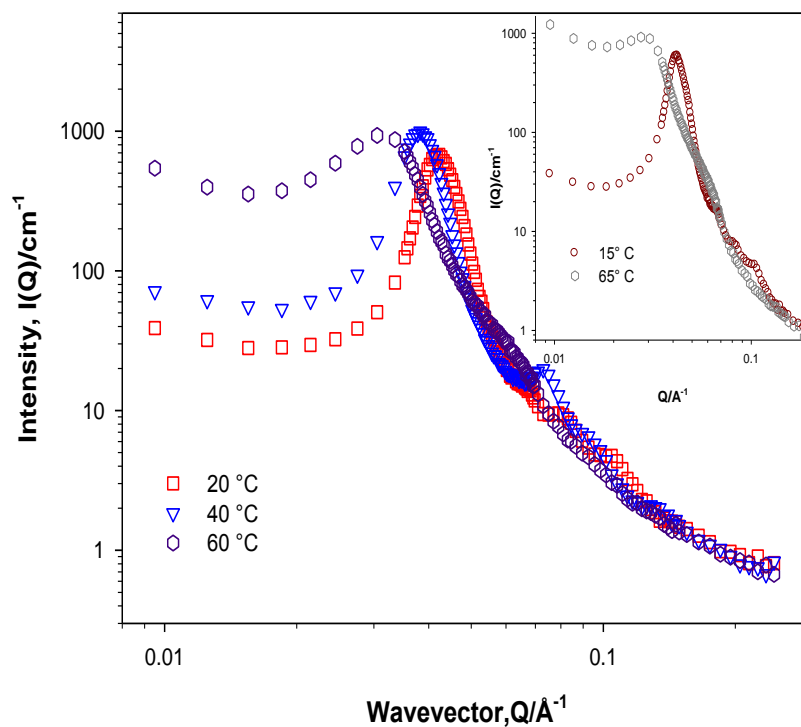 Intensity, I(Q)/cm⁻¹
1000
100
10
1
0.01
0.1
Wavevector,Q/Å⁻¹
20 °C
40 °C
60 °C
I(Q)/cm⁻¹
1000
100
10
1
0.01
0.1
Q/A⁻¹
15° C
65° C